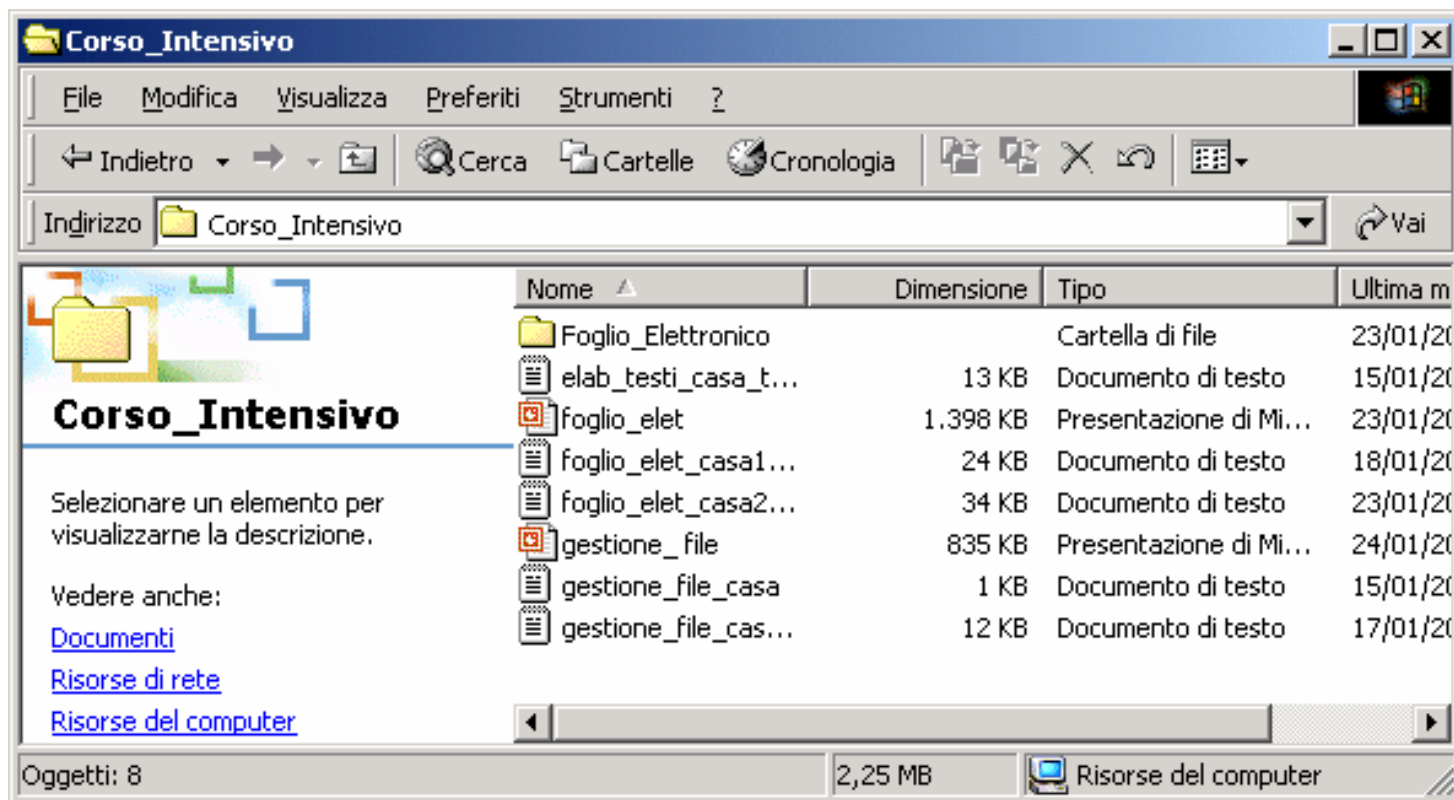 Corso_Intensivo
File Modifica Visualizza Preferiti Strumenti ?
Indietro Cerca Cartelle Cronologia
Indirizzo Corso_Intensivo Vai
Corso_Intensivo
Selezionare un elemento per
visualizzarne la descrizione.
Vedere anche:
Documenti
Risorse di rete
Risorse del computer
Nome Dimensione Tipo Ultima m
Foglio_Elettronico Cartella di file 23/01/20
elab_testi_casa_t... 13 KB Documento di testo 15/01/20
foglio_elet 1.398 KB Presentazione di Mi... 23/01/20
foglio_elet_casa1... 24 KB Documento di testo 18/01/20
foglio_elet_casa2... 34 KB Documento di testo 23/01/20
gestione_ file 835 KB Presentazione di Mi... 24/01/20
gestione_file_casa 1 KB Documento di testo 15/01/20
gestione_file_cas... 12 KB Documento di testo 17/01/20
Oggetti: 8 2,25 MB Risorse del computer